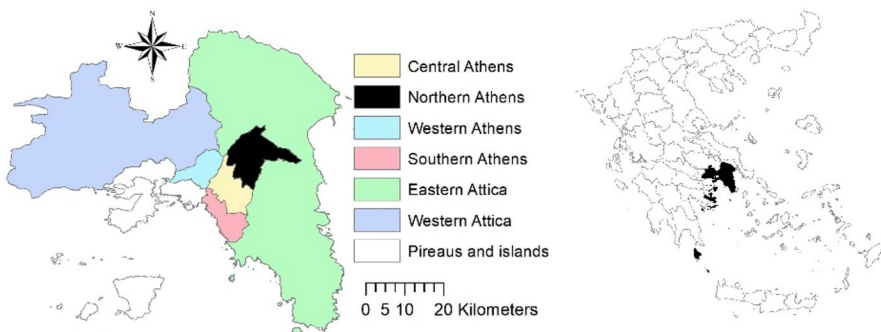 N
W E
S
Central Athens
Northern Athens
Western Athens
Southern Athens
Eastern Attica
Western Attica
Pireaus and islands
0 5 10 20 Kilometers